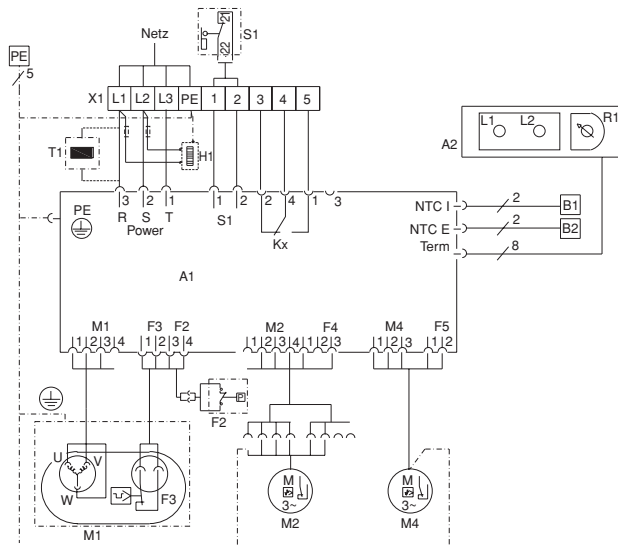 Netz
21
22
S1
PE
5
X1 L1 L2 L3 PE 1 2 3 4 5
T1
H1
A2
L1 L2 R1
3 2 1 1 2 2 4 1 3
PE R S T S1
Power
Kx
NTC I 2 B1
NTC E 2 B2
Term 8
A1
M1 F3 F2 M2 F4 M4 F5
1 2 3 4 1 2 3 4 1 2 3 4 1 2 3 1 2 3 1 2
P
F2
U V
W
F3
M1
M
3~
M2
M
3~
M4